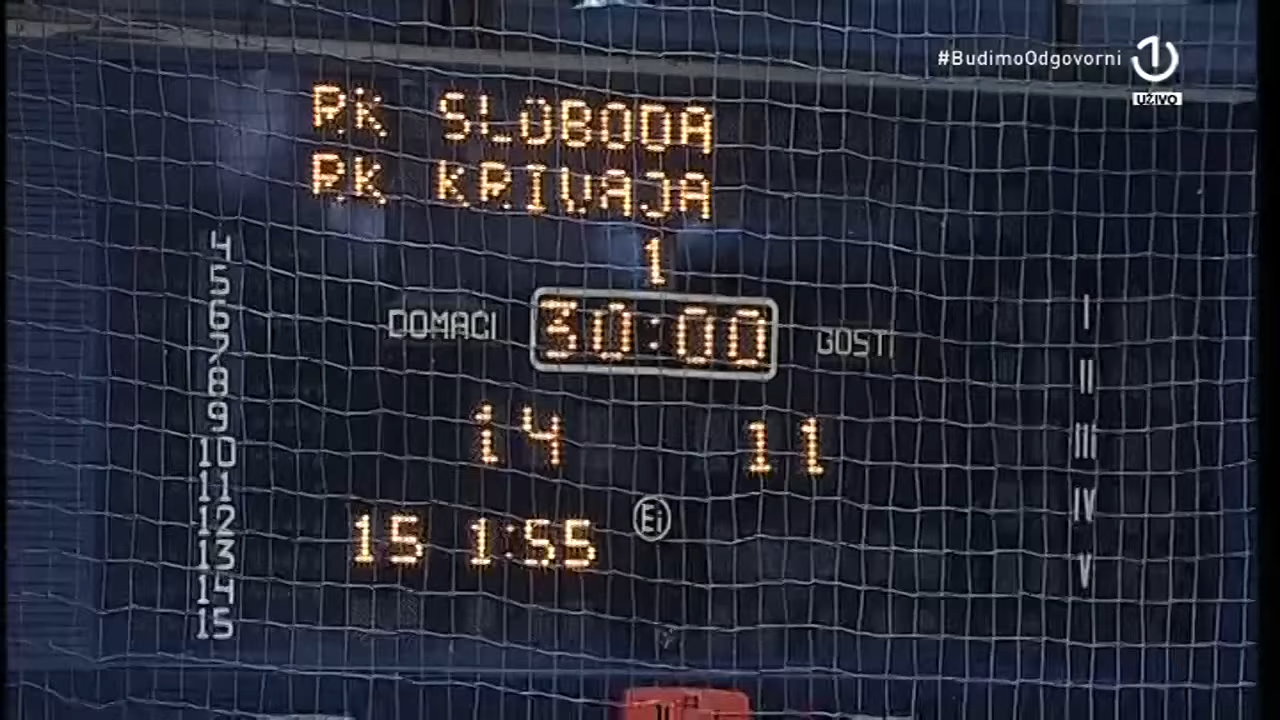 #BudimoOdgovorni 1
UŽIVO
RK SLOBODA
RK KRIVAJA
1
DOMAĆI 30:00 GOSTI
14 11
15 1:55
Ei
4
5
6
7
8
9
10
11
12
13
14
15
I
II
III
IV
V